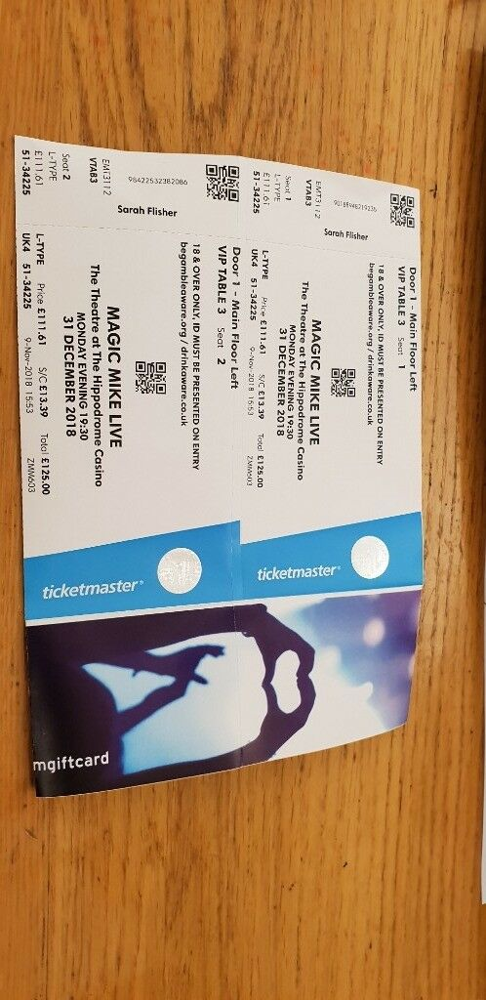 Door 1 - Main Floor Left
VIP TABLE 3 Seat 1
18 & OVER ONLY, ID MUST BE PRESENTED ON ENTRY
begambleaware.org / drinkaware.co.uk
MAGIC MIKE LIVE
The Theatre at The Hippodrome Casino
MONDAY EVENING 19:30
31 DECEMBER 2018
L-TYPE Price £111.61 S/C £13.39 Total £125.00
UK4 51-34225 9-Nov-2018 15:53 ZMM603
ticketmaster®
Sarah Flisher
EMT3112
VTAB3
Seat 1
L-TYPE
£111.61
51-34225
Door 1 - Main Floor Left
VIP TABLE 3 Seat 2
18 & OVER ONLY, ID MUST BE PRESENTED ON ENTRY
begambleaware.org / drinkaware.co.uk
MAGIC MIKE LIVE
The Theatre at The Hippodrome Casino
MONDAY EVENING 19:30
31 DECEMBER 2018
L-TYPE Price £111.61 S/C £13.39 Total £125.00
UK4 51-34225 9-Nov-2018 15:53 ZMM603
ticketmaster®
98422532382086
Sarah Flisher
EMT3112
VTAB3
Seat 2
L-TYPE
£111.61
51-34225
mgiftcard